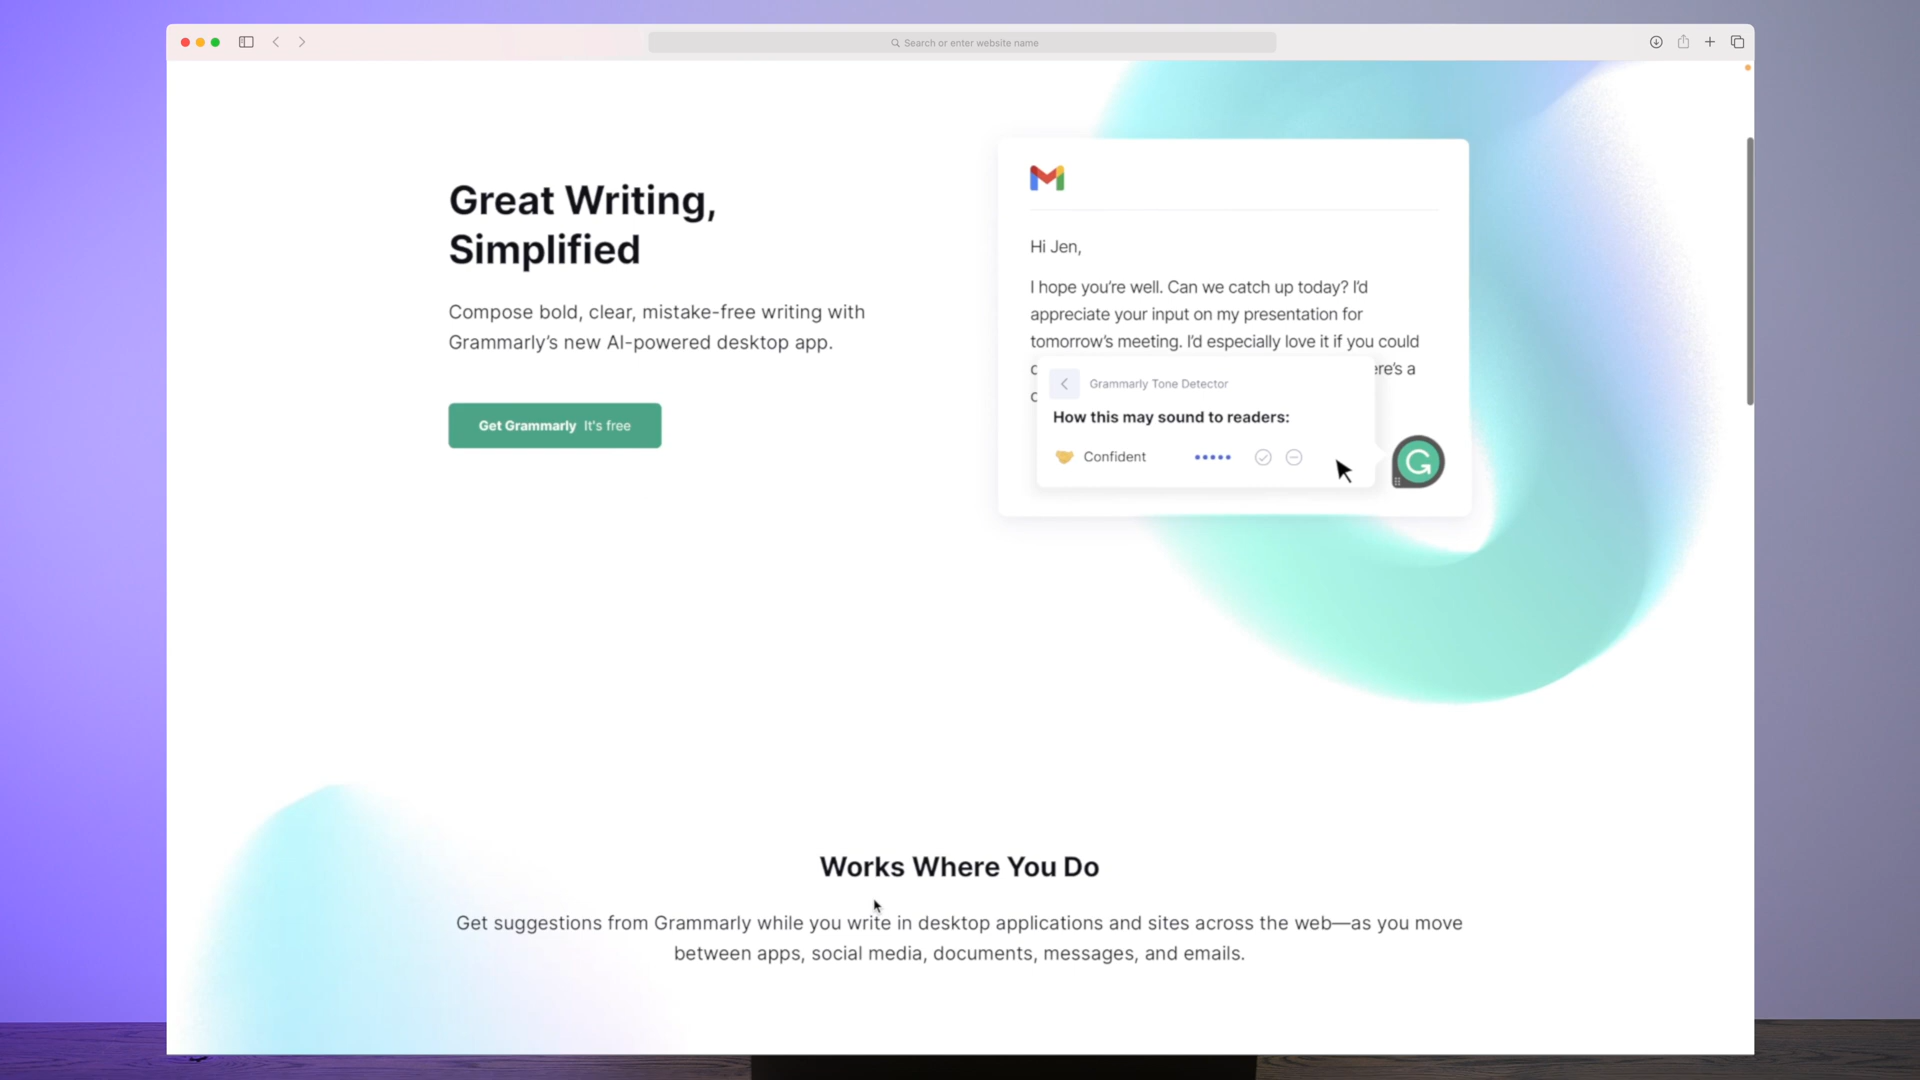 Search or enter website name
Great Writing,
Simplified
Compose bold, clear, mistake-free writing with
Grammarly's new AI-powered desktop app.
Get Grammarly It's free
Hi Jen,
I hope you're well. Can we catch up today? I'd
appreciate your input on my presentation for
tomorrow's meeting. I'd especially love it if you could
ere's a
Grammarly Tone Detector
How this may sound to readers:
Confident
Works Where You Do
Get suggestions from Grammarly while you write in desktop applications and sites across the web—as you move
between apps, social media, documents, messages, and emails.